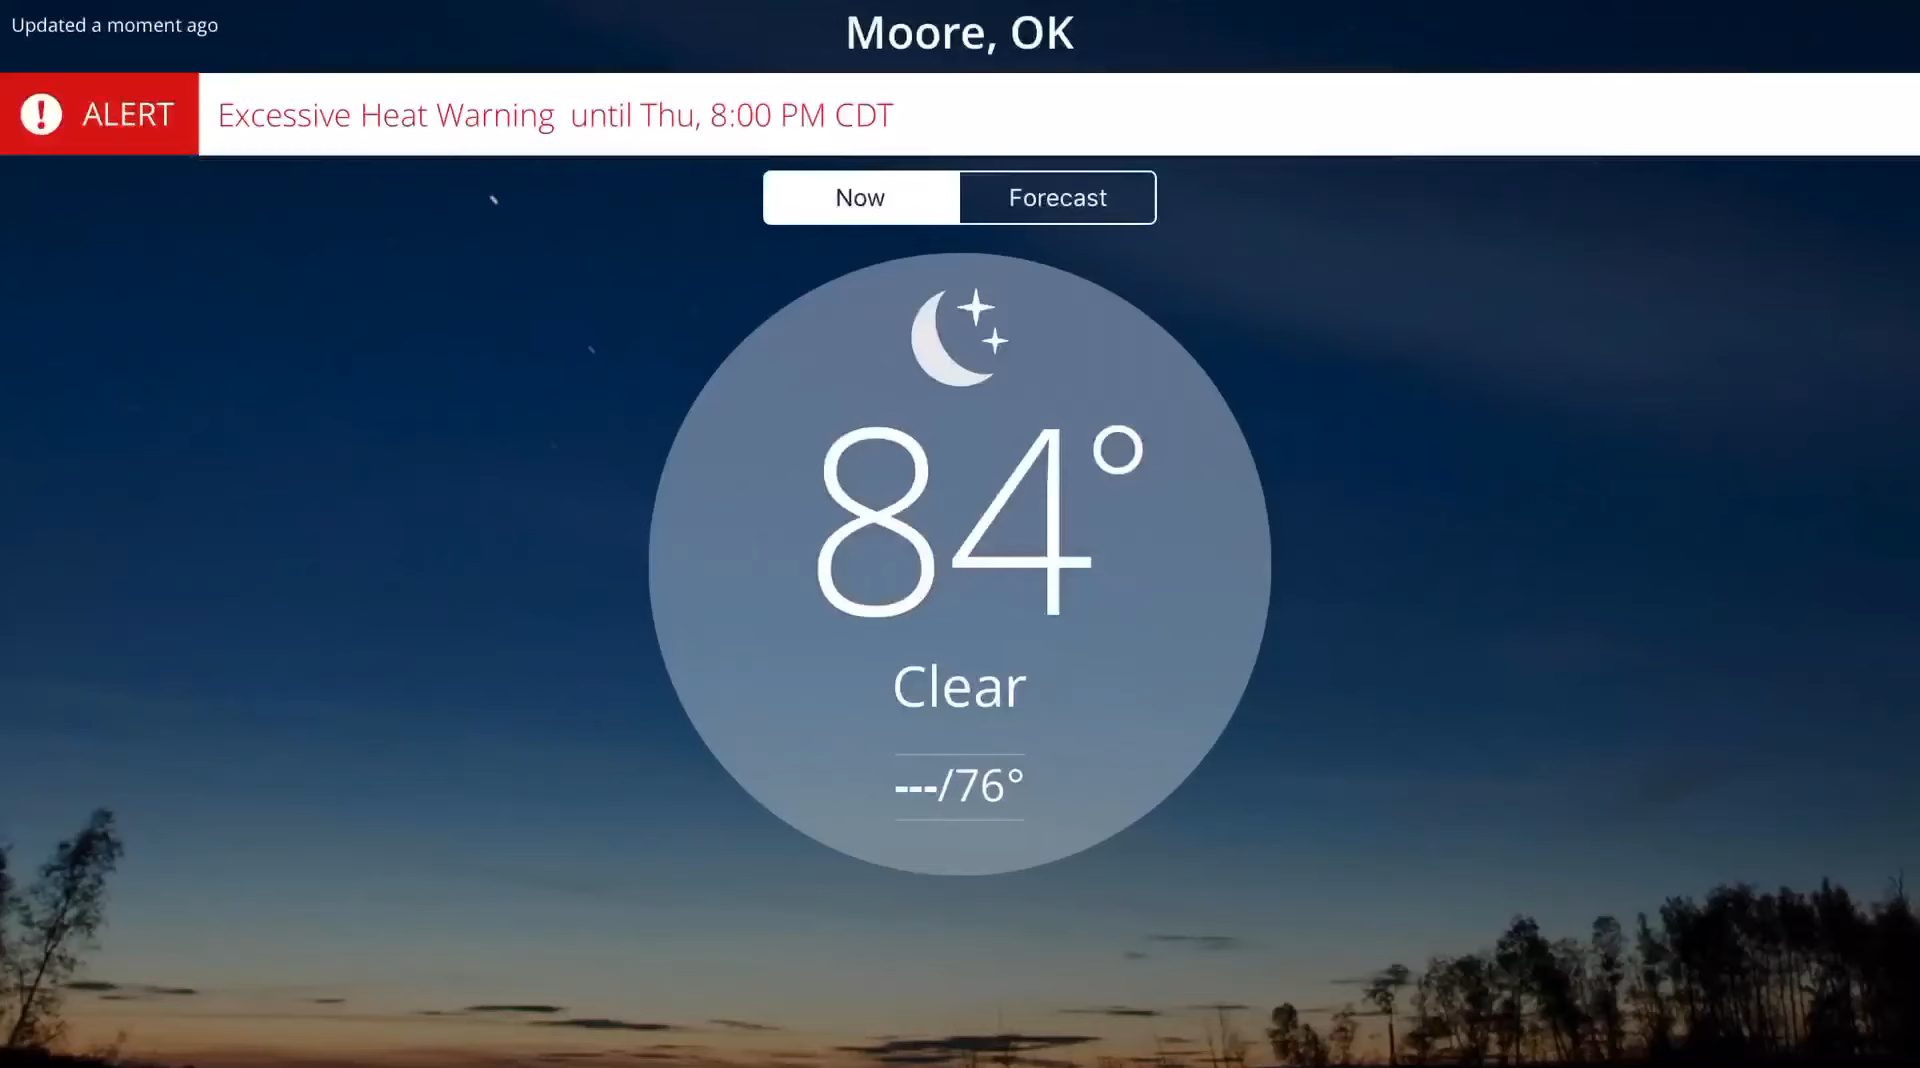 Updated a moment ago
Moore, OK
ALERT
Excessive Heat Warning until Thu, 8:00 PM CDT
Now
Forecast
84°
Clear
---/76°